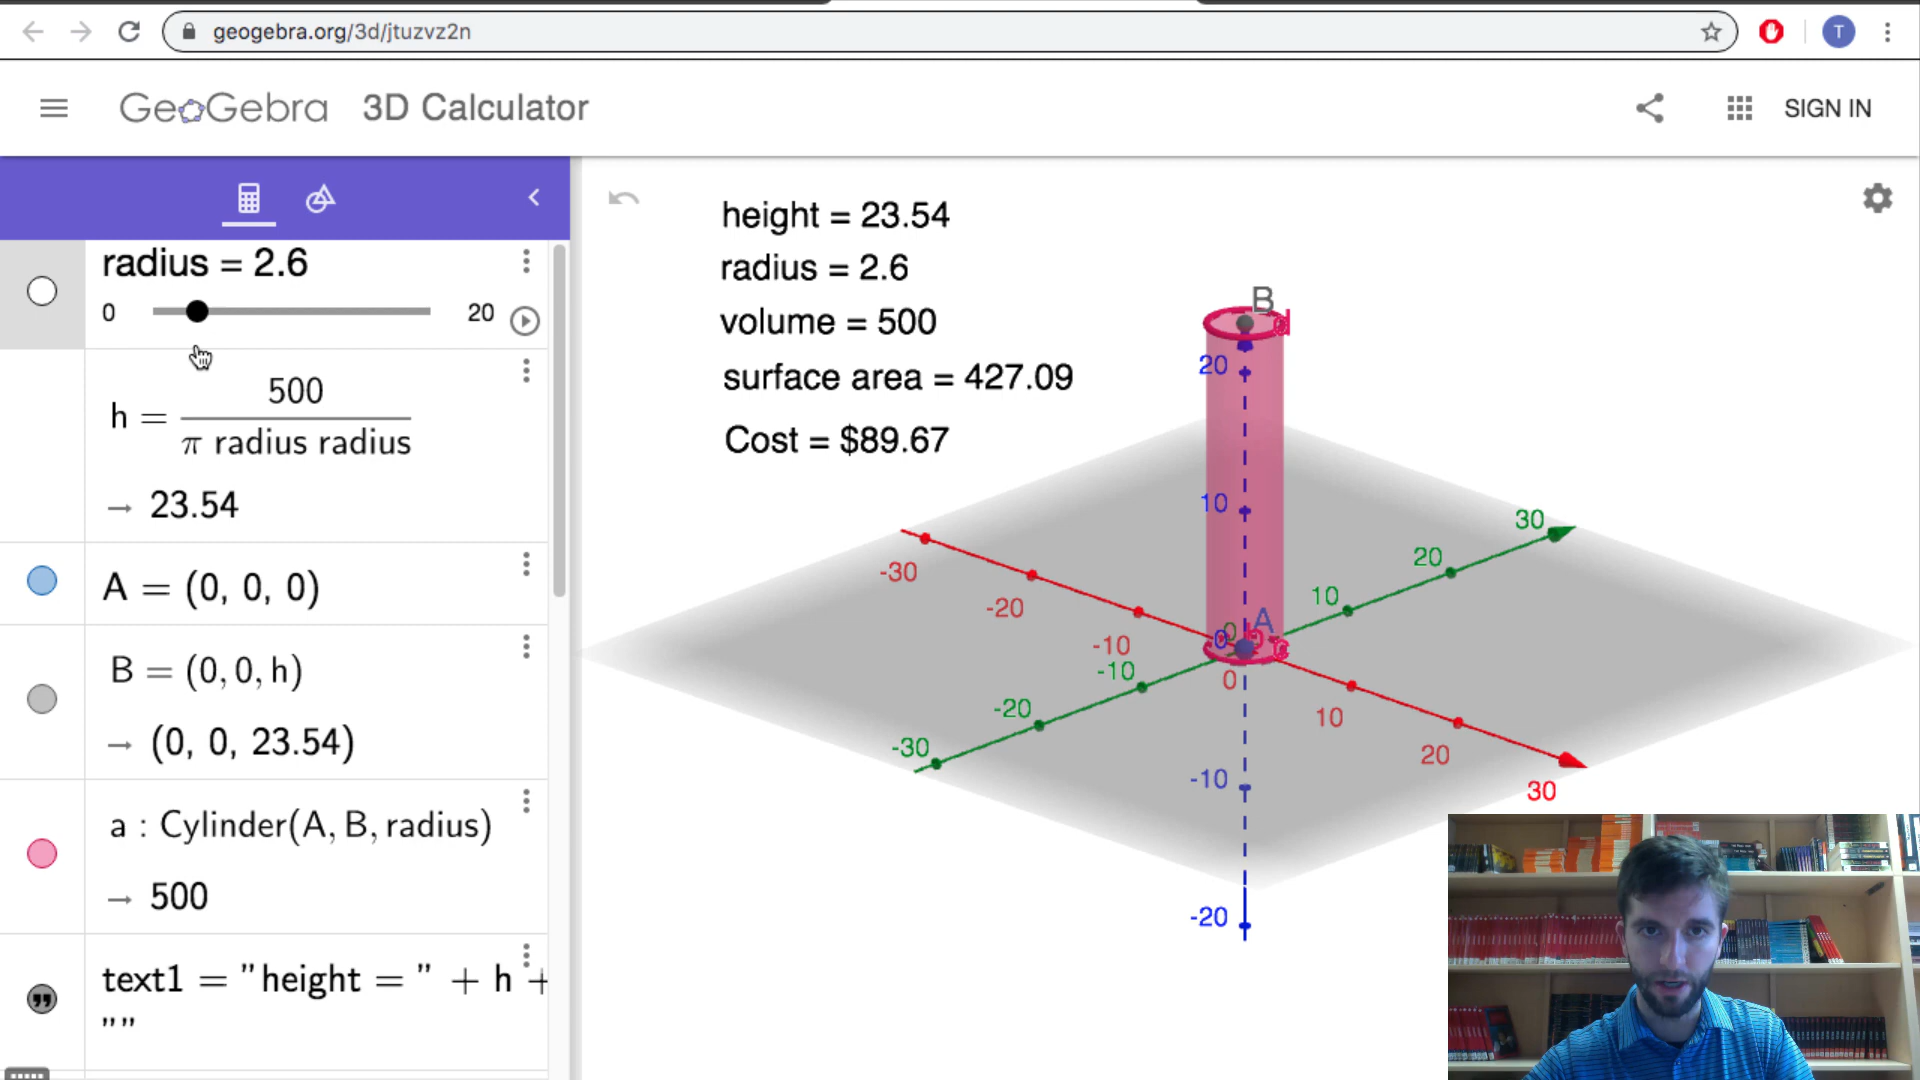 geogebra.org/3d/jtuzvz2n
T
GeoGebra 3D Calculator
SIGN IN
radius = 2.6
0
20
h = 500 / π radius radius
→ 23.54
A = (0, 0, 0)
B = (0, 0, h)
→ (0, 0, 23.54)
a : Cylinder(A, B, radius)
→ 500
text1 = "height = " + h +
""
height = 23.54
radius = 2.6
volume = 500
surface area = 427.09
Cost = $89.67
B
d
20
10
30
20
10
-30
-20
-10
A
0
0
b
c
0
-10
-20
-30
10
20
30
-10
-20